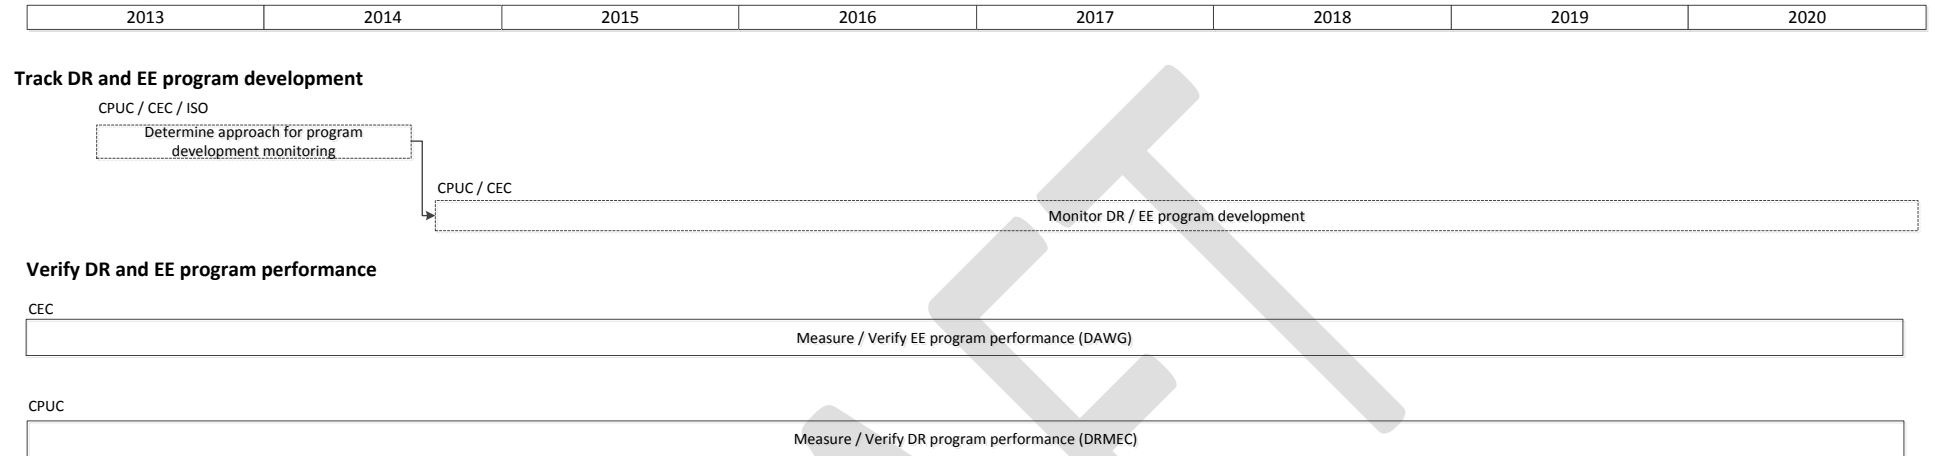 2013 2014 2015 2016 2017 2018 2019 2020
Track DR and EE program development
CPUC / CEC / ISO
Determine approach for program
development monitoring
CPUC / CEC
Monitor DR / EE program development
Verify DR and EE program performance
CEC
Measure / Verify EE program performance (DAWG)
CPUC
Measure / Verify DR program performance (DRMEC)